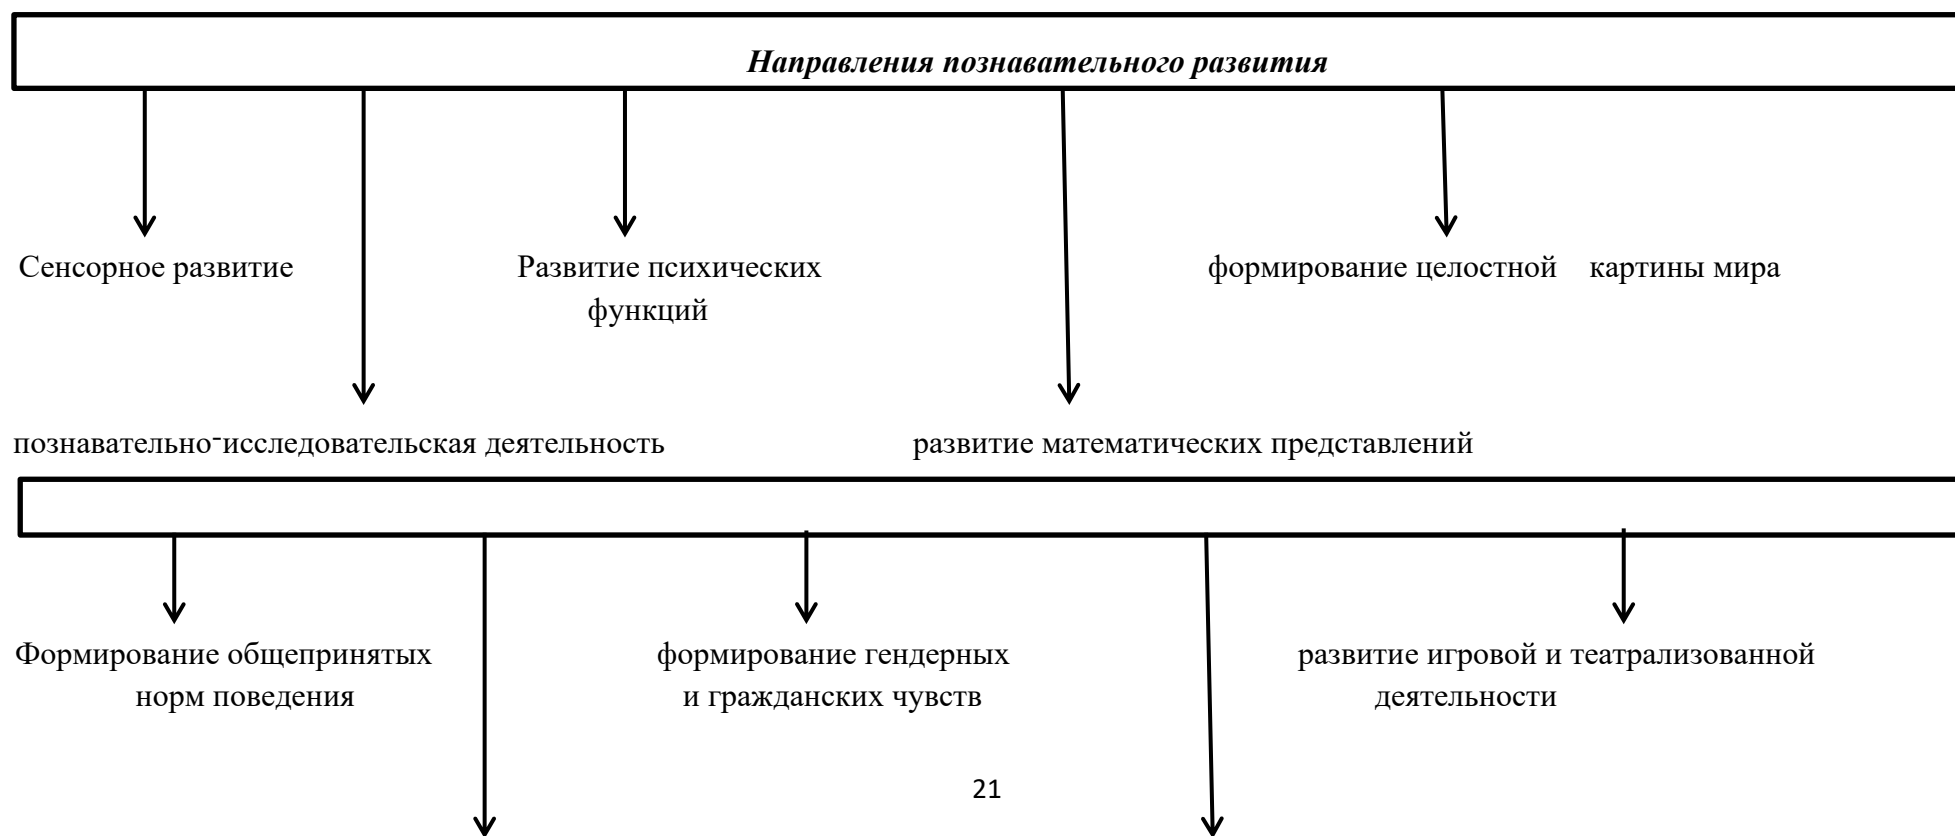 Направления познавательного развития
Сенсорное развитие
Развитие психических
функций
формирование целостной картины мира
познавательно-исследовательская деятельность
развитие математических представлений
Формирование общепринятых
норм поведения
формирование гендерных
и гражданских чувств
развитие игровой и театрализованной
деятельности
21